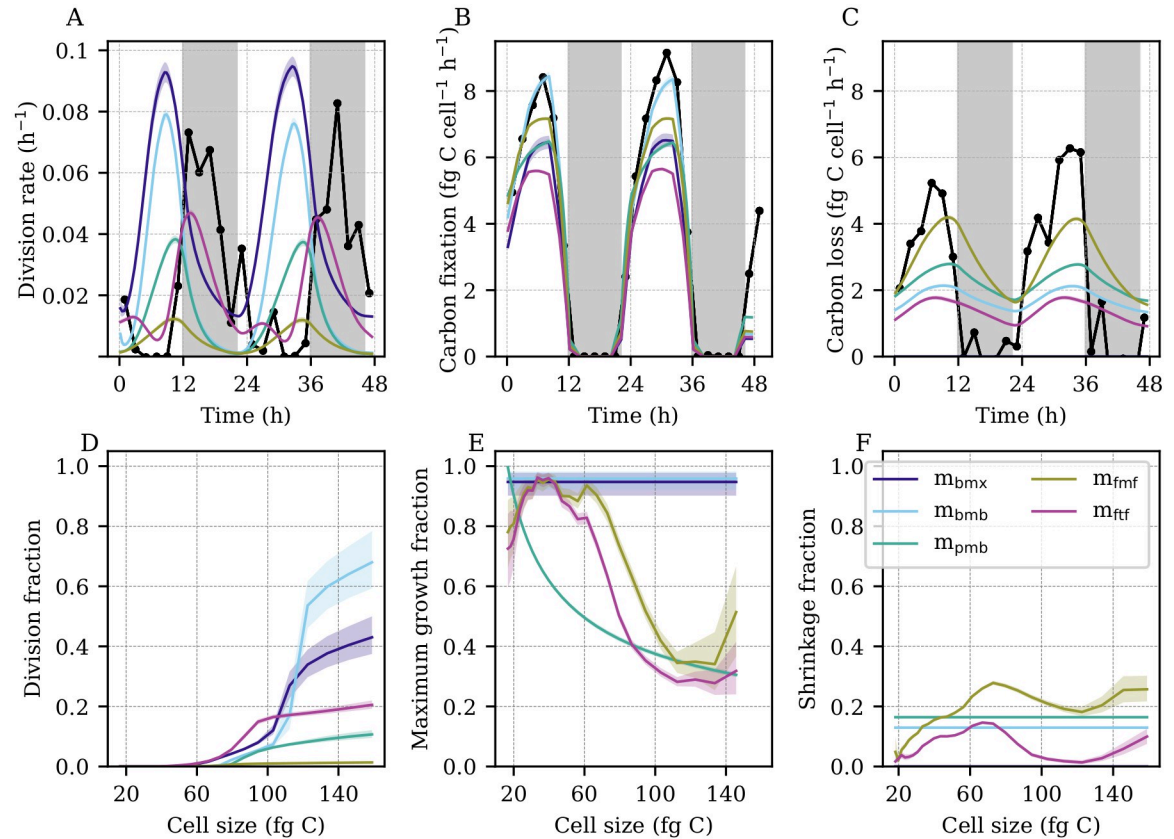 A
Division rate (h⁻¹)
0.1
0.08
0.06
0.04
0.02
0 12 24 36 48
Time (h)
B
Carbon fixation (fg C cell⁻¹ h⁻¹)
8
6
4
2
0
0 12 24 36 48
Time (h)
C
Carbon loss (fg C cell⁻¹ h⁻¹)
8
6
4
2
0
0 12 24 36 48
Time (h)
D
Division fraction
1.0
0.8
0.6
0.4
0.2
0.0
20 60 100 140
Cell size (fg C)
E
Maximum growth fraction
1.0
0.8
0.6
0.4
0.2
0.0
20 60 100 140
Cell size (fg C)
F
Shrinkage fraction
1.0
0.8
0.6
0.4
0.2
0.0
20 60 100 140
Cell size (fg C)
m_bmx m_fmf
m_bmb m_ftf
m_pmb